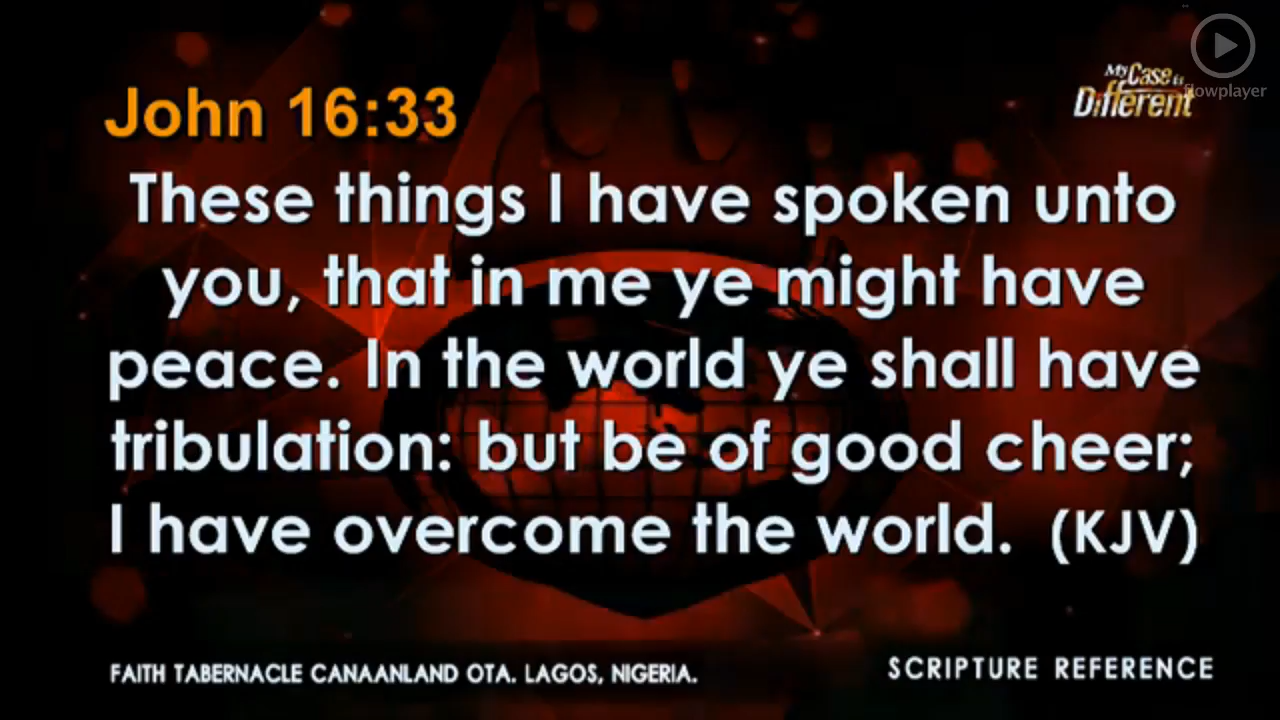 My Case is
Different
flowplayer
John 16:33
These things I have spoken unto
you, that in me ye might have
peace. In the world ye shall have
tribulation: but be of good cheer;
I have overcome the world. (KJV)
FAITH TABERNACLE CANAANLAND OTA. LAGOS, NIGERIA.
SCRIPTURE REFERENCE